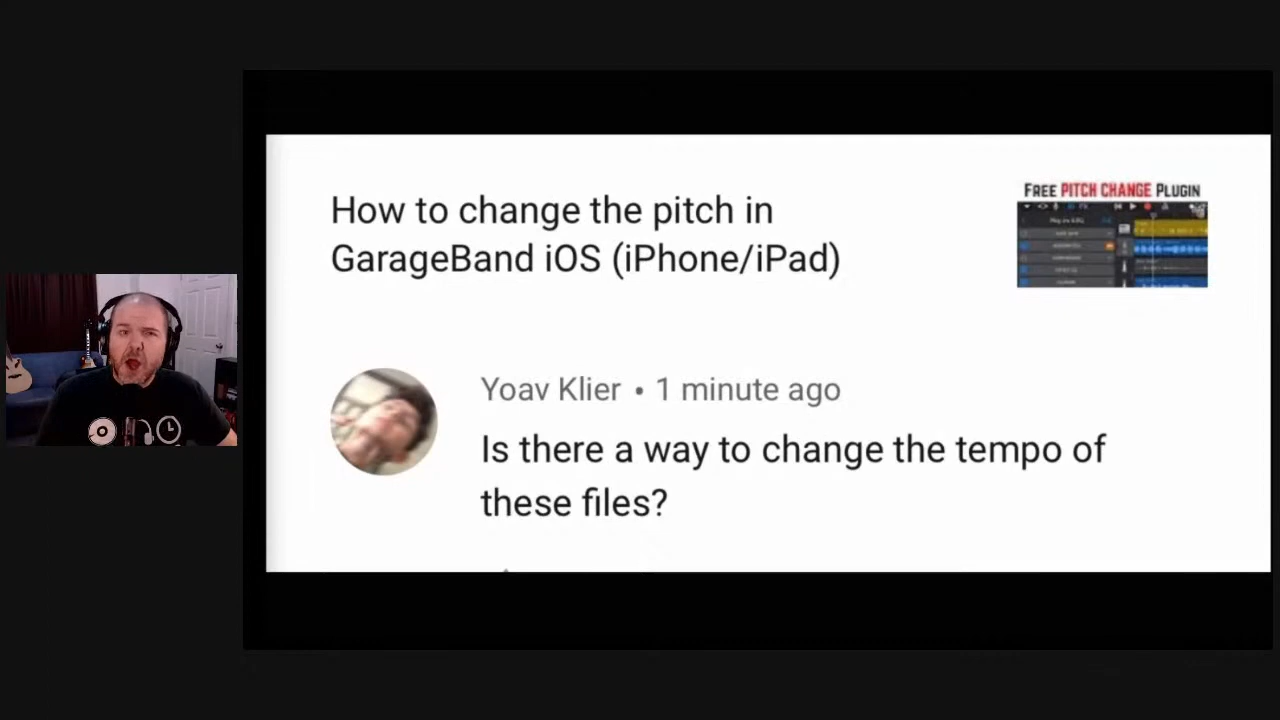 How to change the pitch in
GarageBand iOS (iPhone/iPad)
FREE PITCH CHANGE PLUGIN
Yoav Klier • 1 minute ago
Is there a way to change the tempo of
these files?